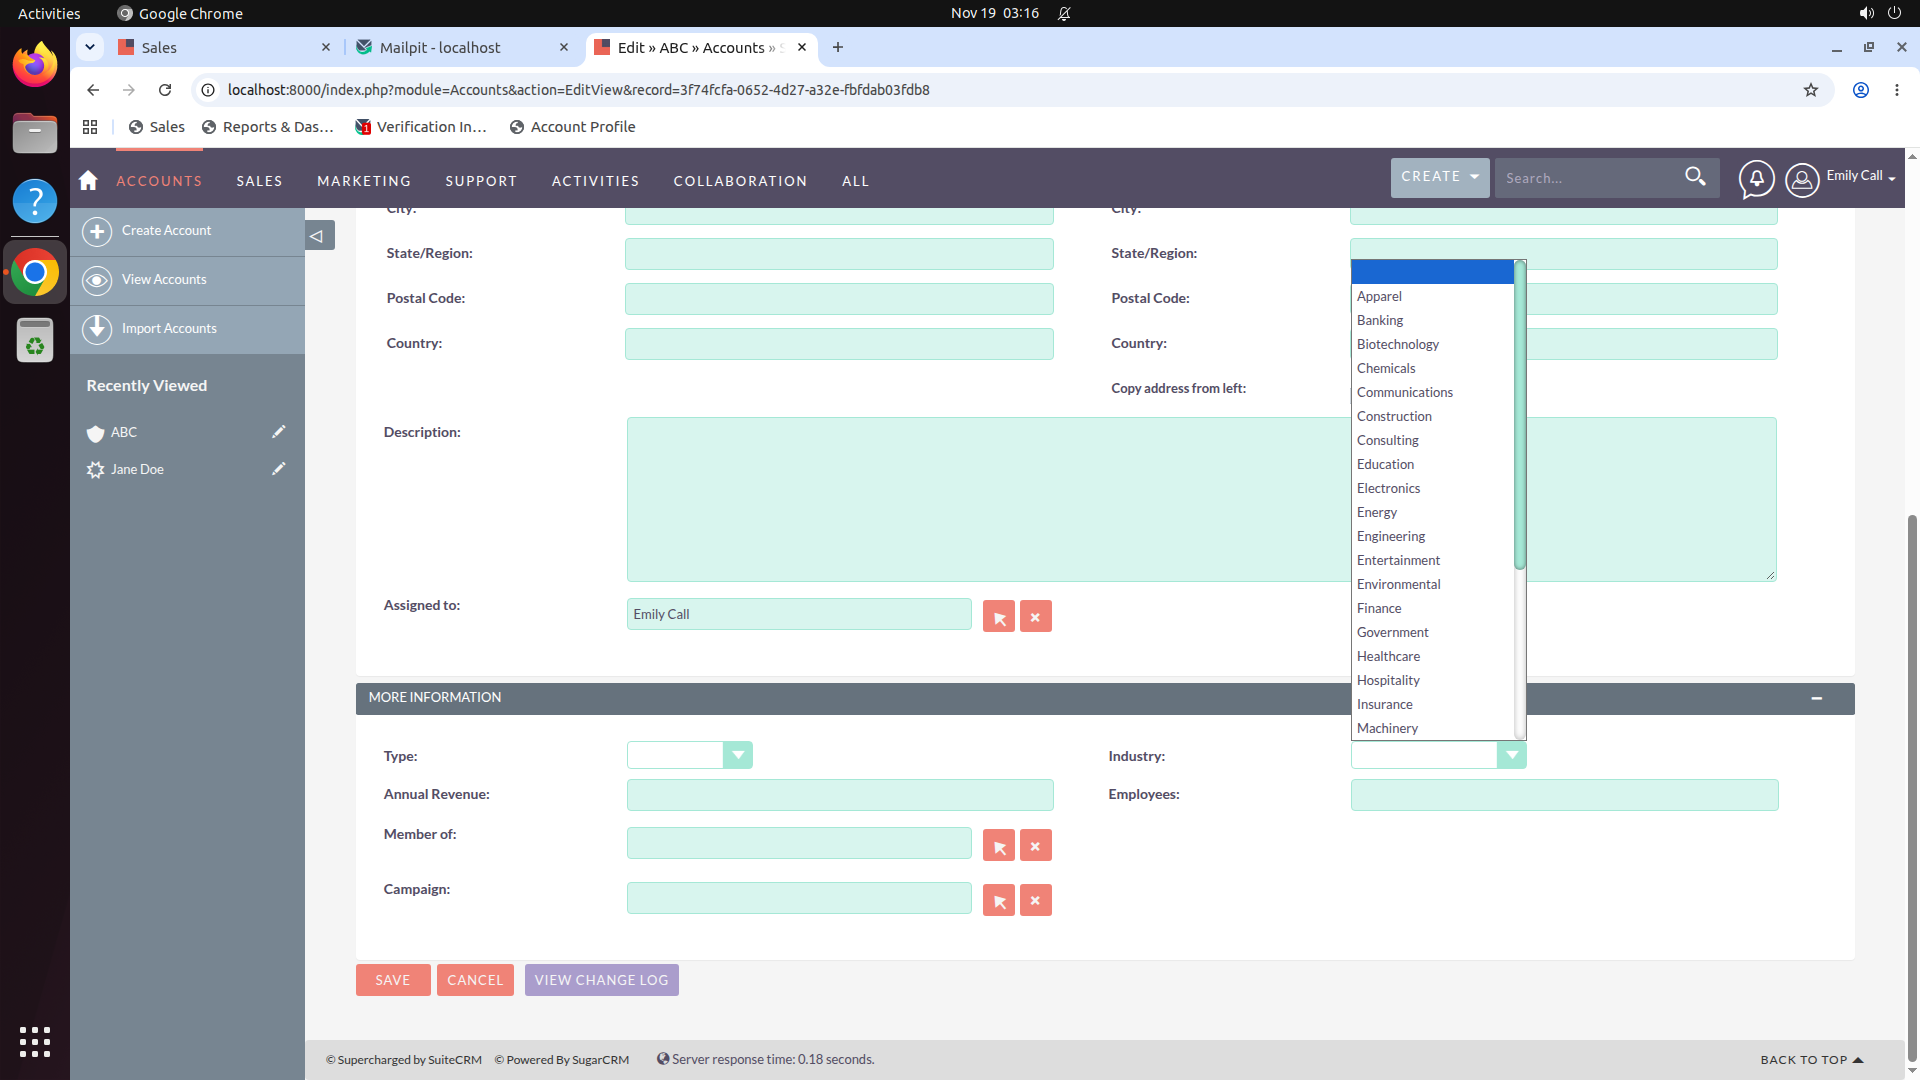 Activities
Google Chrome
Nov 19 03:16
Sales
Mailpit - localhost
Edit » ABC » Accounts »
localhost:8000/index.php?module=Accounts&action=EditView&record=3f74fcfa-0652-4d27-a32e-fbfdab03fdb8
Sales
Reports & Das...
Verification In...
Account Profile
ACCOUNTS
SALES
MARKETING
SUPPORT
ACTIVITIES
COLLABORATION
ALL
CREATE
Search...
Emily Call
Create Account
View Accounts
Import Accounts
Recently Viewed
ABC
Jane Doe
City:
City:
State/Region:
State/Region:
Postal Code:
Postal Code:
Country:
Country:
Copy address from left:
Description:
Assigned to:
Emily Call
Apparel
Banking
Biotechnology
Chemicals
Communications
Construction
Consulting
Education
Electronics
Energy
Engineering
Entertainment
Environmental
Finance
Government
Healthcare
Hospitality
Insurance
Machinery
MORE INFORMATION
Type:
Industry:
Annual Revenue:
Employees:
Member of:
Campaign:
SAVE
CANCEL
VIEW CHANGE LOG
© Supercharged by SuiteCRM
© Powered By SugarCRM
Server response time: 0.18 seconds.
BACK TO TOP